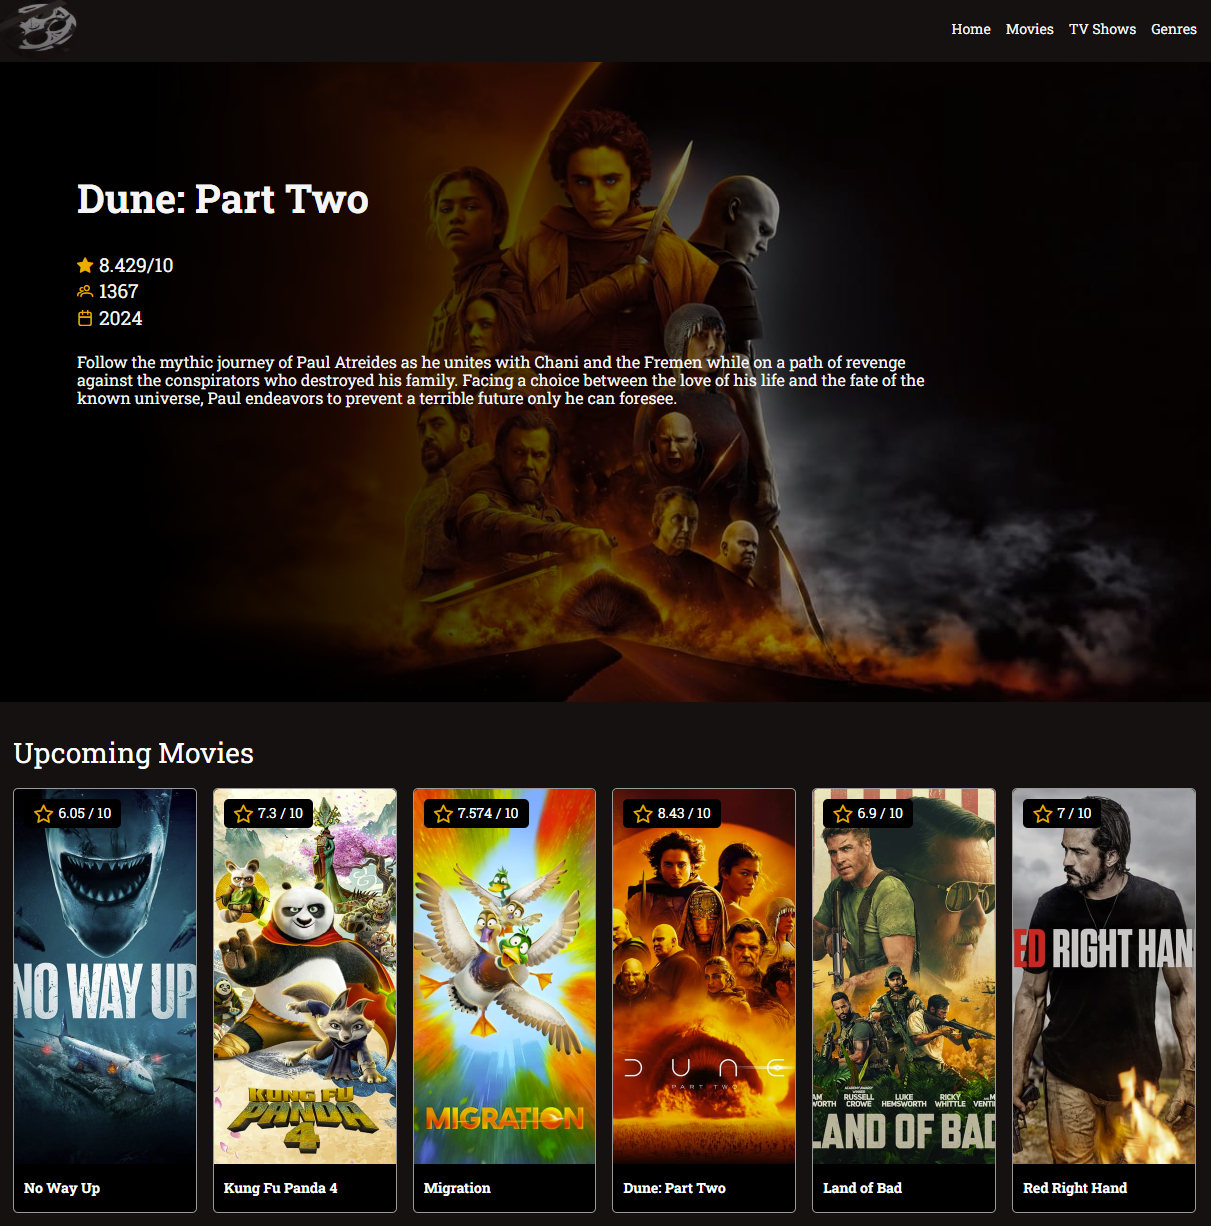 Home Movies TV Shows Genres
Dune: Part Two
8.429/10
1367
2024
Follow the mythic journey of Paul Atreides as he unites with Chani and the Fremen while on a path of revenge
against the conspirators who destroyed his family. Facing a choice between the love of his life and the fate of the
known universe, Paul endeavors to prevent a terrible future only he can foresee.
Upcoming Movies
6.05 / 10
NO WAY UP
No Way Up
7.3 / 10
KUNG FU
PANDA
4
Kung Fu Panda 4
7.574 / 10
MIGRATION
Migration
8.43 / 10
DUNE
PART TWO
Dune: Part Two
6.9 / 10
RUSSELL
CROWE
LUKE
HEMSWORTH
RICKY
WHITTLE
LAND OF BAD
Land of Bad
7 / 10
ED RIGHT HAN
Red Right Hand